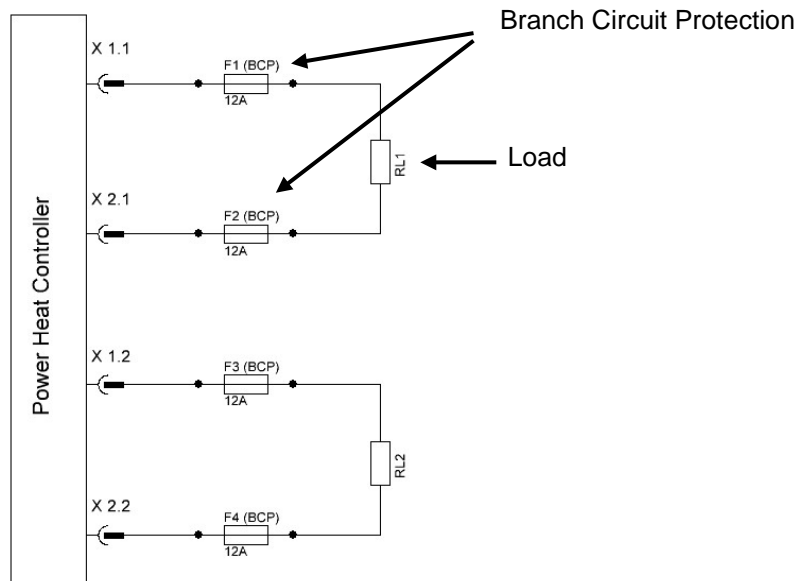 Branch Circuit Protection
X 1.1
F1 (BCP)
12A
Load
RL1
X 2.1
F2 (BCP)
12A
Power Heat Controller
X 1.2
F3 (BCP)
12A
RL2
X 2.2
F4 (BCP)
12A